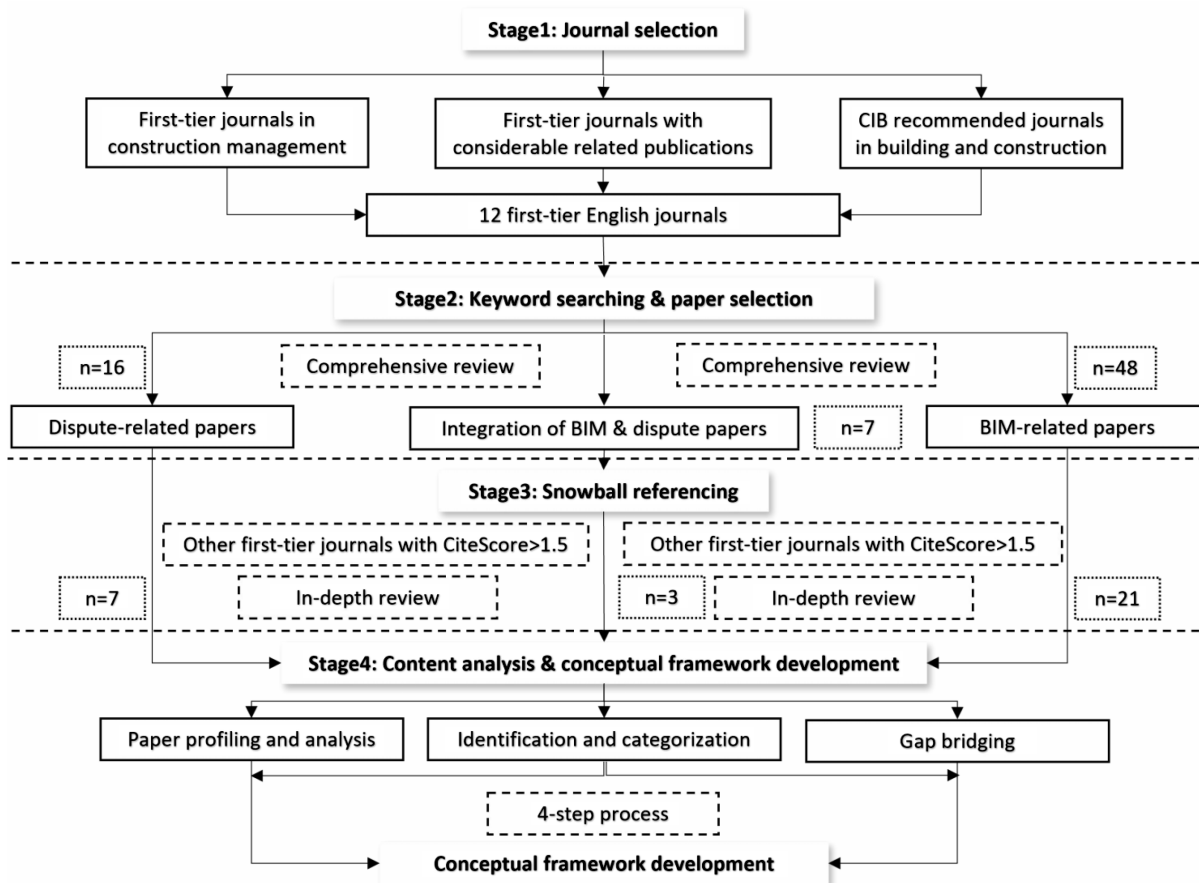 Stage1: Journal selection
First-tier journals in
construction management
First-tier journals with
considerable related publications
CIB recommended journals
in building and construction
12 first-tier English journals
Stage2: Keyword searching & paper selection
n=16
Comprehensive review
Comprehensive review
n=48
Dispute-related papers
Integration of BIM & dispute papers
n=7
BIM-related papers
Stage3: Snowball referencing
Other first-tier journals with CiteScore>1.5
Other first-tier journals with CiteScore>1.5
n=7
In-depth review
n=3
In-depth review
n=21
Stage4: Content analysis & conceptual framework development
Paper profiling and analysis
Identification and categorization
Gap bridging
4-step process
Conceptual framework development